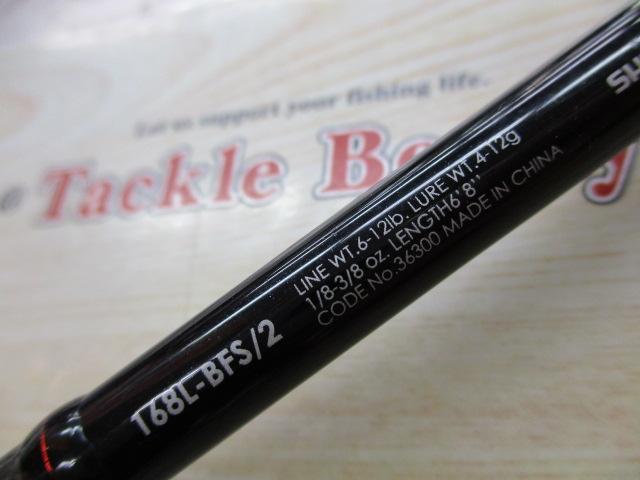 Let us support your fishing life.
Tackle Be
SH
LINE WT.6-12lb. LURE WT.4-12g
1/8-3/8 oz. LENGTH6'8"
CODE No.36300 MADE IN CHINA
168L-BFS/2